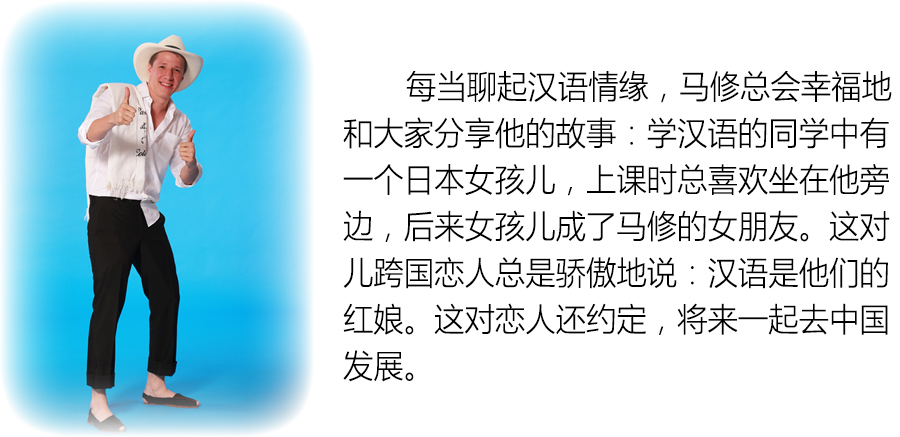 每当聊起汉语情缘，马修总会幸福地
和大家分享他的故事：学汉语的同学中有
一个日本女孩儿，上课时总喜欢坐在他旁
边，后来女孩儿成了马修的女朋友。这对
儿跨国恋人总是骄傲地说：汉语是他们的
红娘。这对恋人还约定，将来一起去中国
发展。